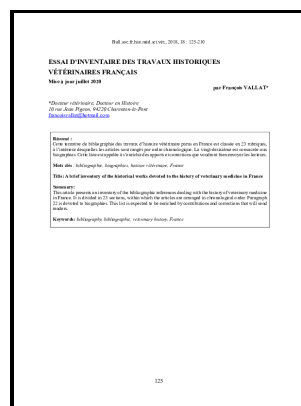 Bull.soc.fr.hist.méd.sci.vét., 2018, 18 : 125-210
ESSAI D'INVENTAIRE DES TRAVAUX HISTORIQUES
VÉTÉRINAIRES FRANÇAIS
Mise à jour juillet 2020
par François VALLAT*
*Docteur vétérinaire, Docteur en Histoire
10 rue Jean Pigeon, 94220 Charenton-le-Pont
francoisvallat@hotmail.com
Résumé :
Cette tentative de bibliographie des travaux d'histoire vétérinaire parus en France est classée en 23 rubriques,
à l'intérieur desquelles les articles sont rangés par ordre chronologique. La vingt-deuxième est consacrée aux
biographies. Cette liste est appelée à s'enrichir des apports et corrections que voudront bien envoyer les lecteurs.
Mots clés : bibliographie, biographies, histoire vétérinaire, France
Title: A brief inventory of the historical works devoted to the history of veterinary medicine in France
Summary:
This article presents an inventory of the bibliographic references dealing with the history of veterinary medicine
in France. It is divided in 23 sections, within which the articles are arranged in chronological order. Paragraph
22 is devoted to biographies. This list is expected to be enriched by contributions and corrections that will send
readers.
Keywords: bibliography, bibliographie, veterinary history, France
125